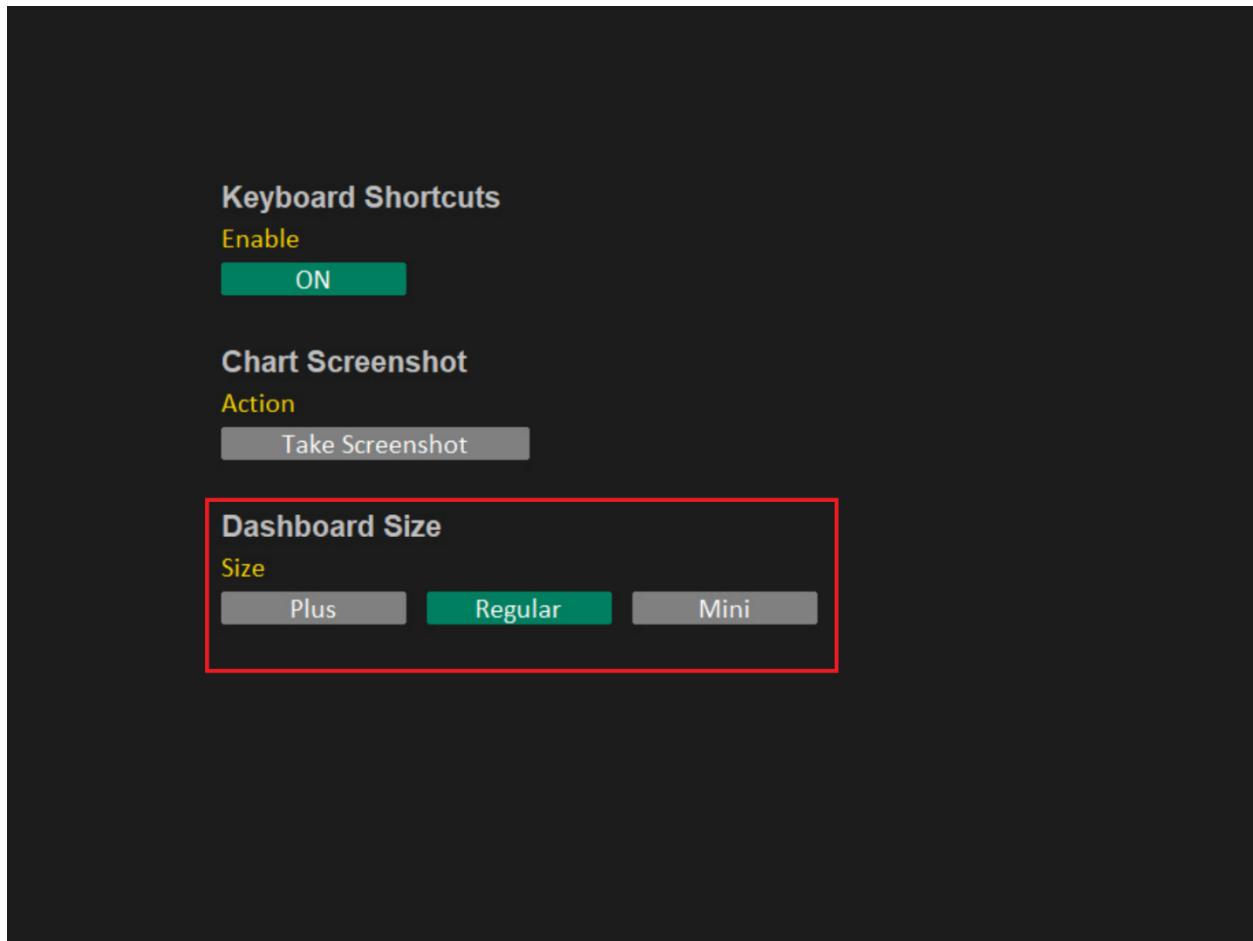 Keyboard Shortcuts
Enable
ON
Chart Screenshot
Action
Take Screenshot
Dashboard Size
Size
Plus Regular Mini